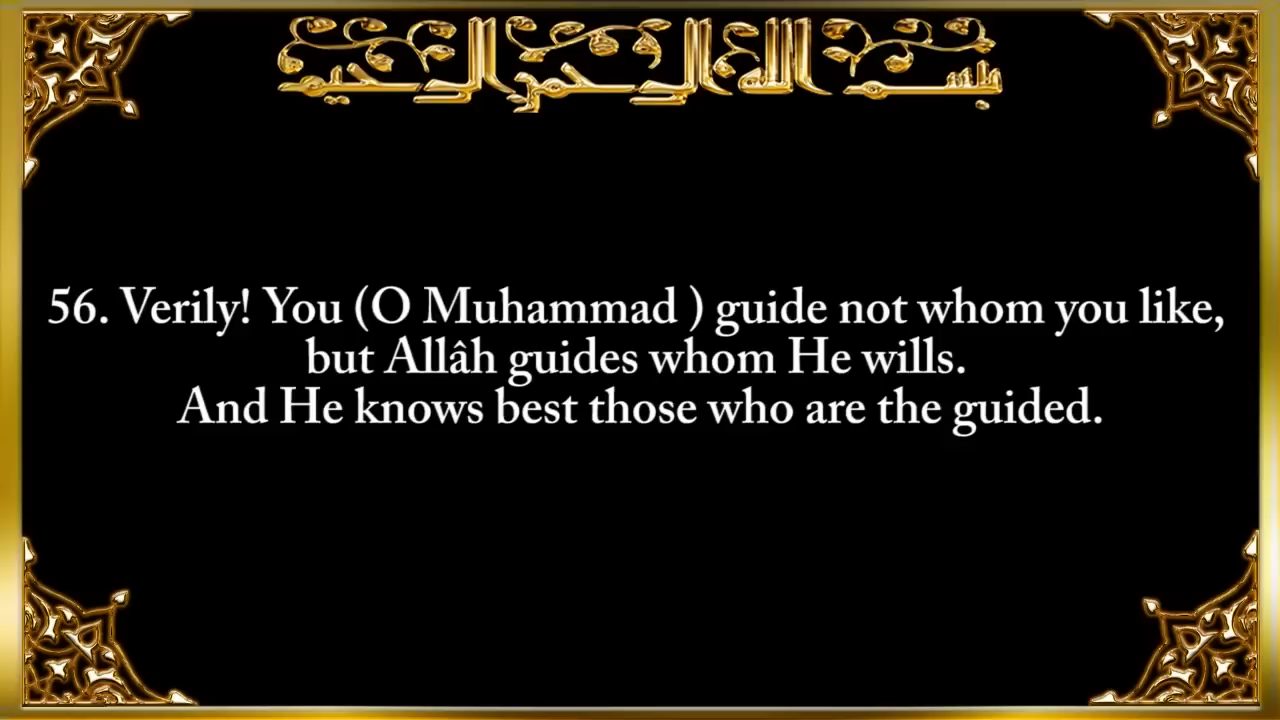 بسم الله الرحمن الرحيم
56. Verily! You (O Muhammad ) guide not whom you like,
but Allâh guides whom He wills.
And He knows best those who are the guided.